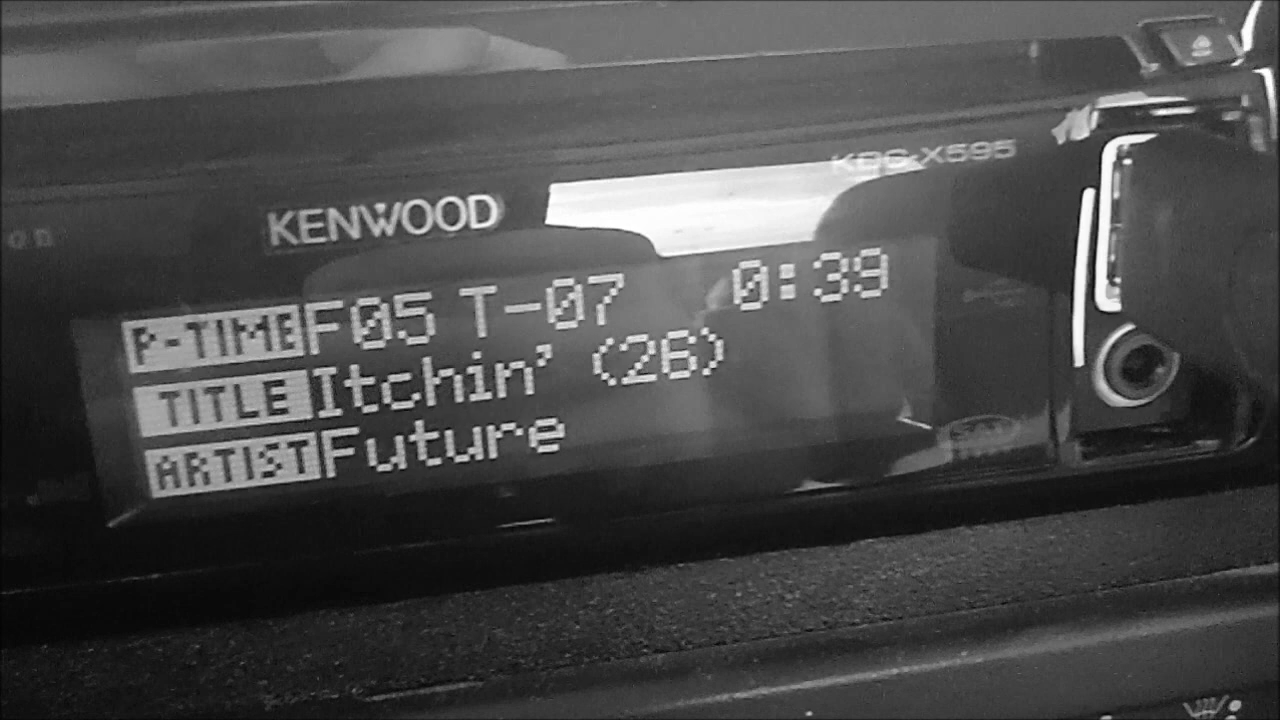 KDC-X595
KENWOOD
P-TIME F05 T-07 0:39
TITLE Itchin' (26)
ARTIST Future